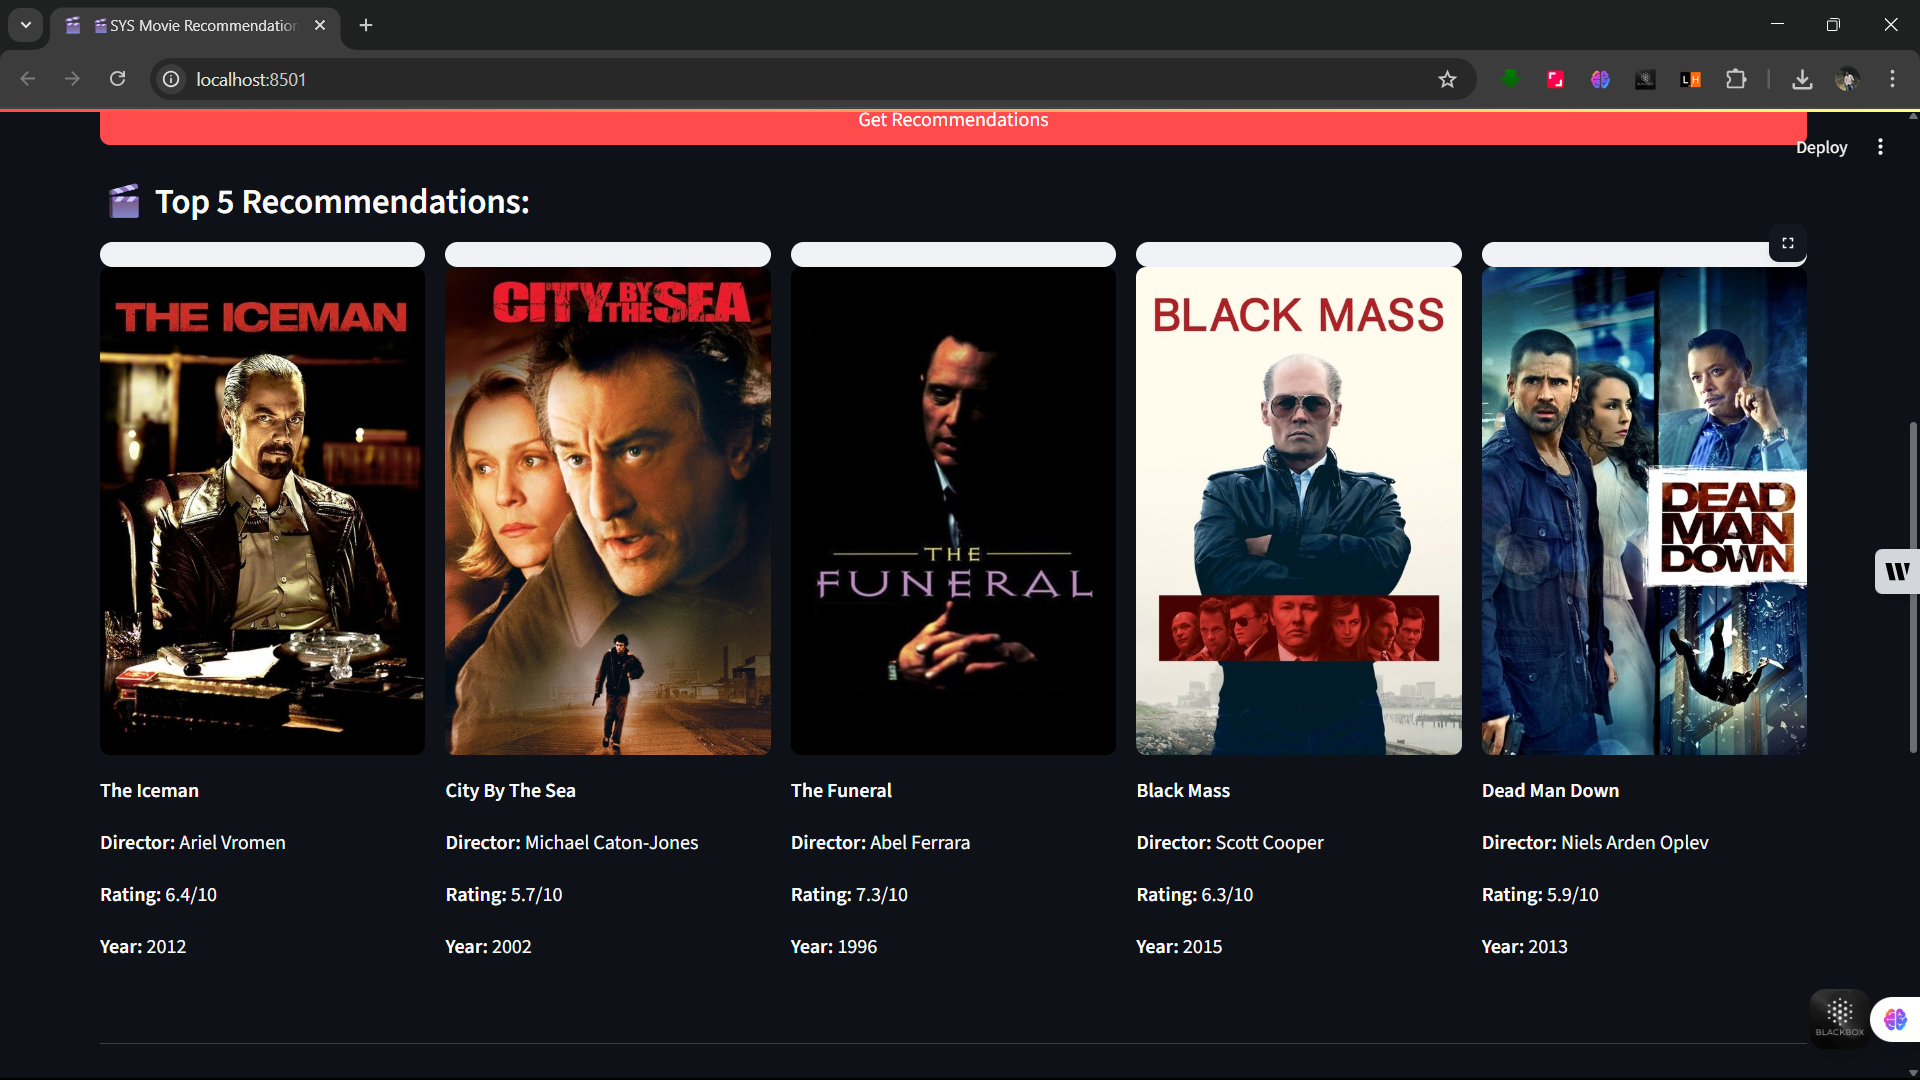 SYS Movie Recommendation
localhost:8501
LH
Get Recommendations
Deploy
Top 5 Recommendations:
THE ICEMAN
CITY BY THE SEA
THE FUNERAL
BLACK MASS
DEAD MAN DOWN
The Iceman
Director: Ariel Vromen
Rating: 6.4/10
Year: 2012
City By The Sea
Director: Michael Caton-Jones
Rating: 5.7/10
Year: 2002
The Funeral
Director: Abel Ferrara
Rating: 7.3/10
Year: 1996
Black Mass
Director: Scott Cooper
Rating: 6.3/10
Year: 2015
Dead Man Down
Director: Niels Arden Oplev
Rating: 5.9/10
Year: 2013
W
BLACKBOX